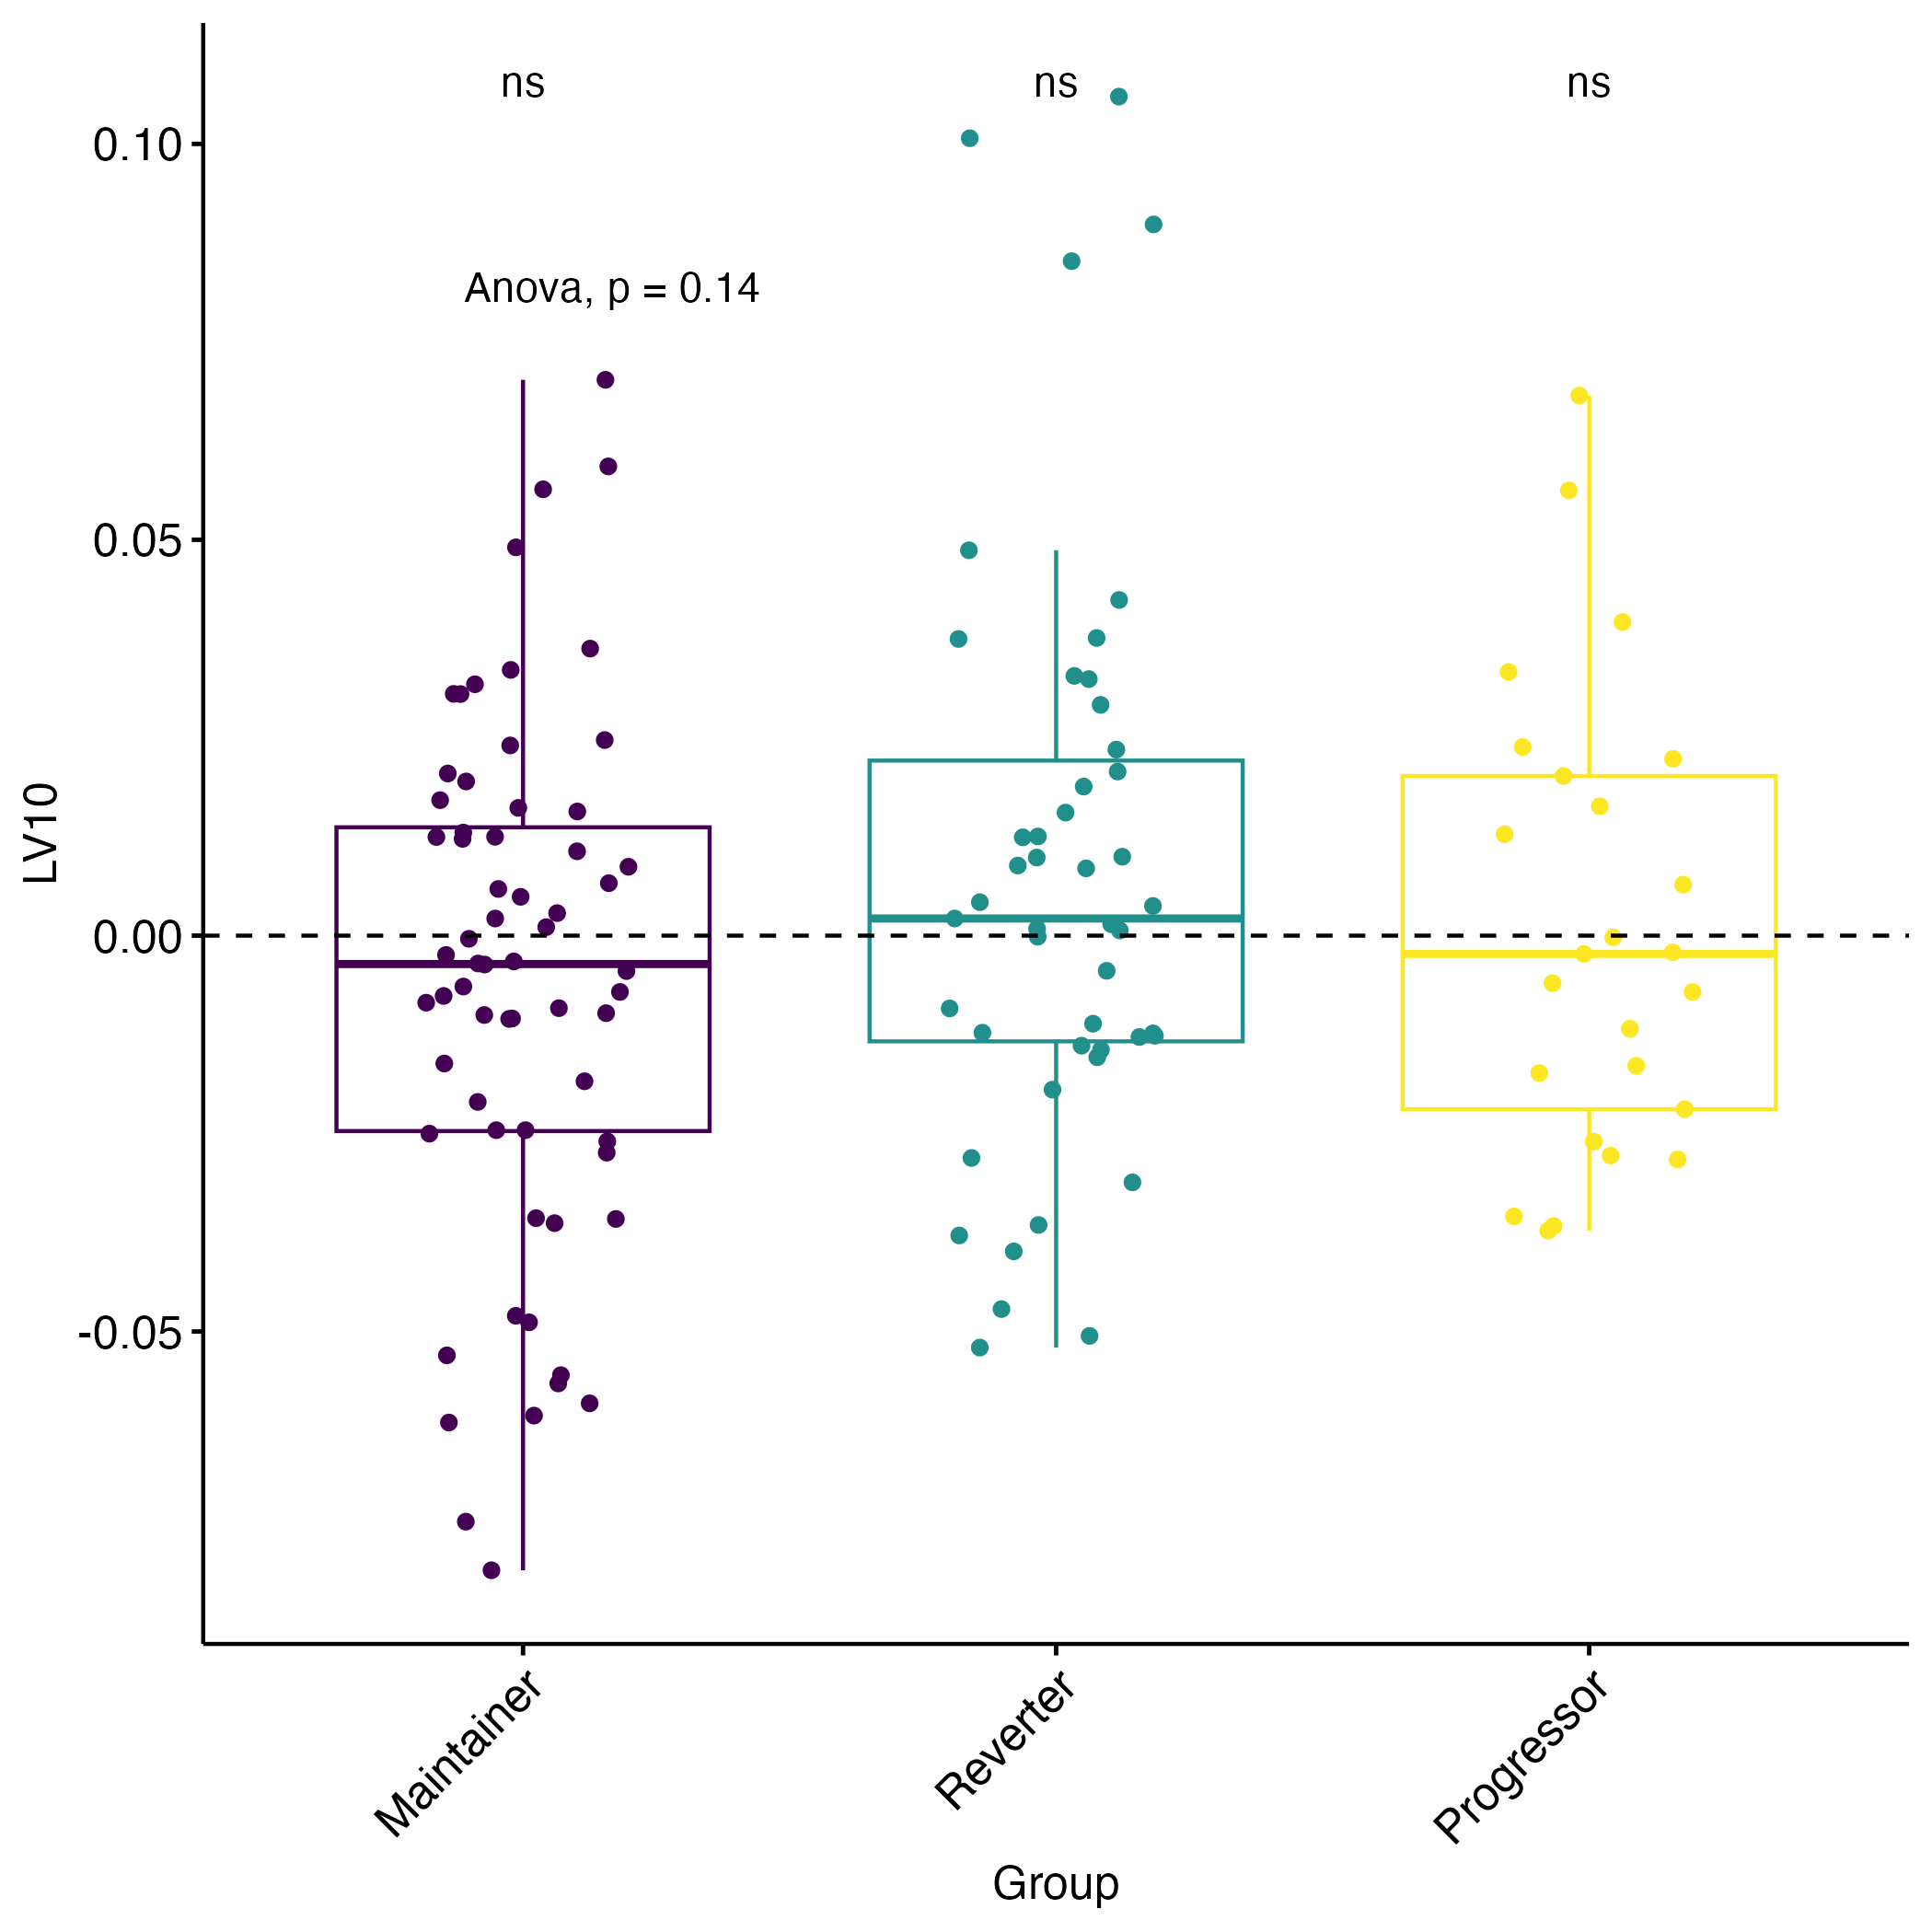 ns ns ns
0.10
Anova, p = 0.14
0.05
LV10
0.00
-0.05
Maintainer Reverter Progressor
Group